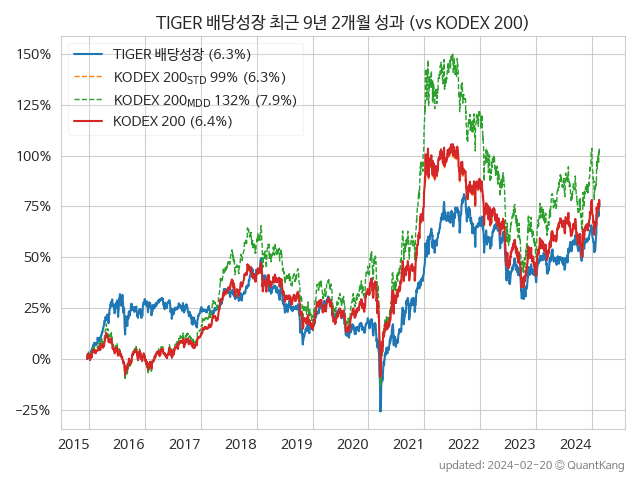 TIGER 배당성장 최근 9년 2개월 성과 (vs KODEX 200)
TIGER 배당성장 (6.3%)
KODEX 200STD 99% (6.3%)
KODEX 200MDD 132% (7.9%)
KODEX 200 (6.4%)
150%
125%
100%
75%
50%
25%
0%
−25%
2015 2016 2017 2018 2019 2020 2021 2022 2023 2024
updated: 2024-02-20 © QuantKang